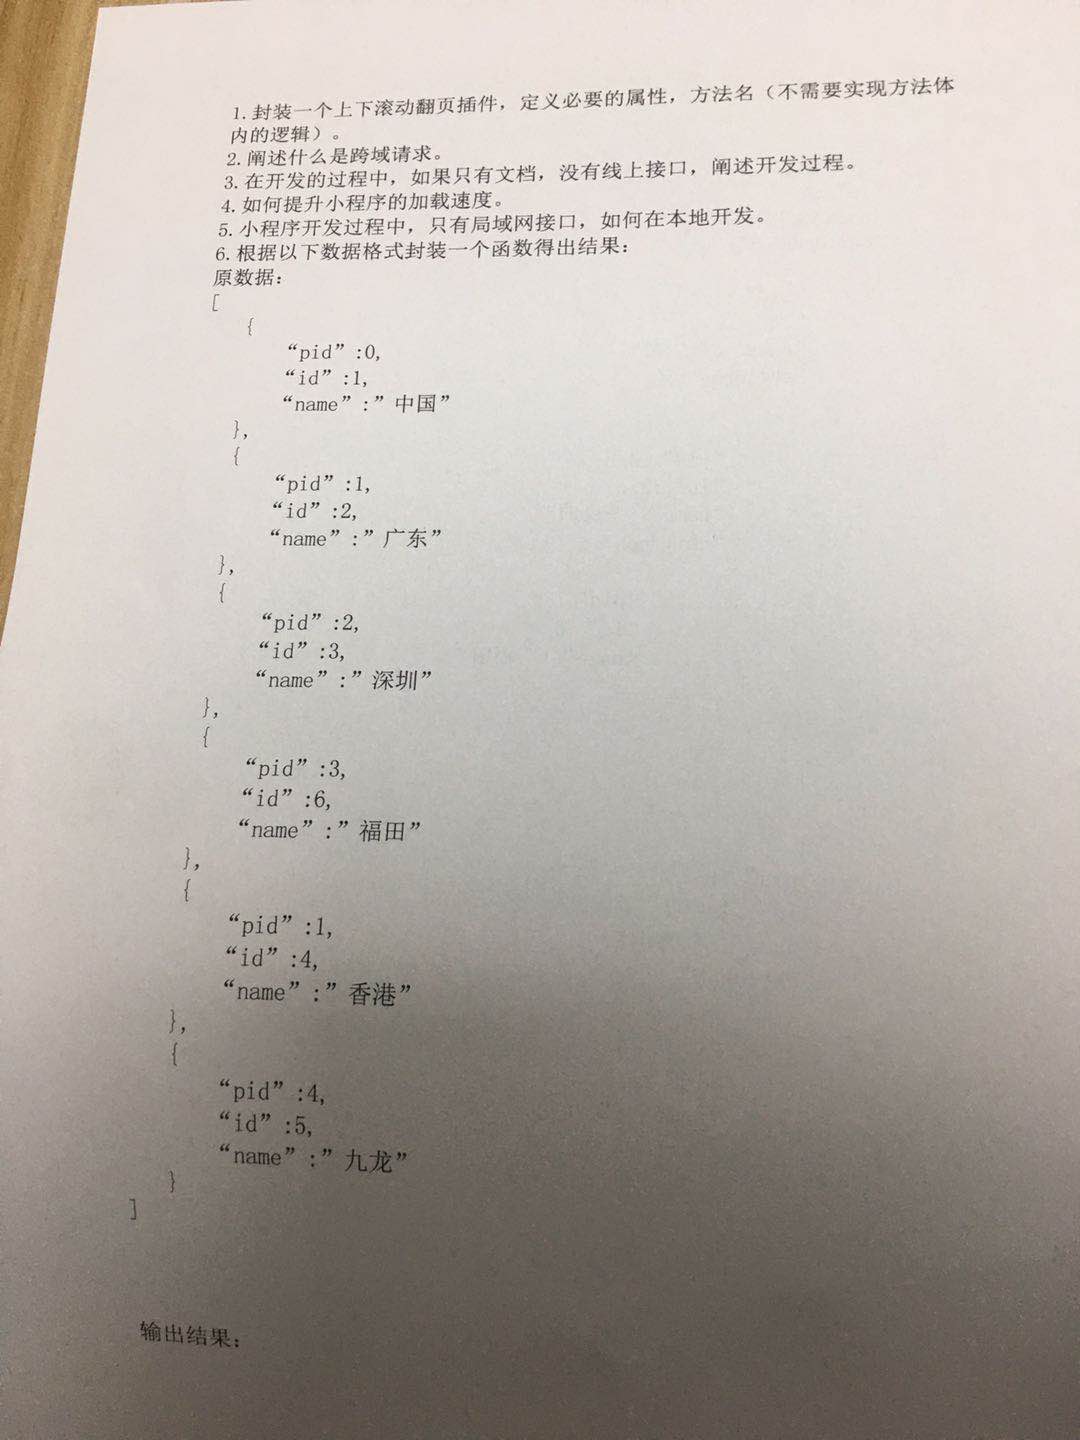 1. 封装一个上下滚动翻页插件，定义必要的属性，方法名（不需要实现方法体
内的逻辑）。
2. 阐述什么是跨域请求。
3. 在开发的过程中，如果只有文档，没有线上接口，阐述开发过程。
4. 如何提升小程序的加载速度。
5. 小程序开发过程中，只有局域网接口，如何在本地开发。
6. 根据以下数据格式封装一个函数得出结果：
原数据：
[
{
“pid”:0,
“id”:1,
“name”:”中国”
},
{
“pid”:1,
“id”:2,
“name”:”广东”
},
{
“pid”:2,
“id”:3,
“name”:”深圳”
},
{
“pid”:3,
“id”:6,
“name”:”福田”
},
{
“pid”:1,
“id”:4,
“name”:”香港”
},
{
“pid”:4,
“id”:5,
“name”:”九龙”
}
]
输出结果：